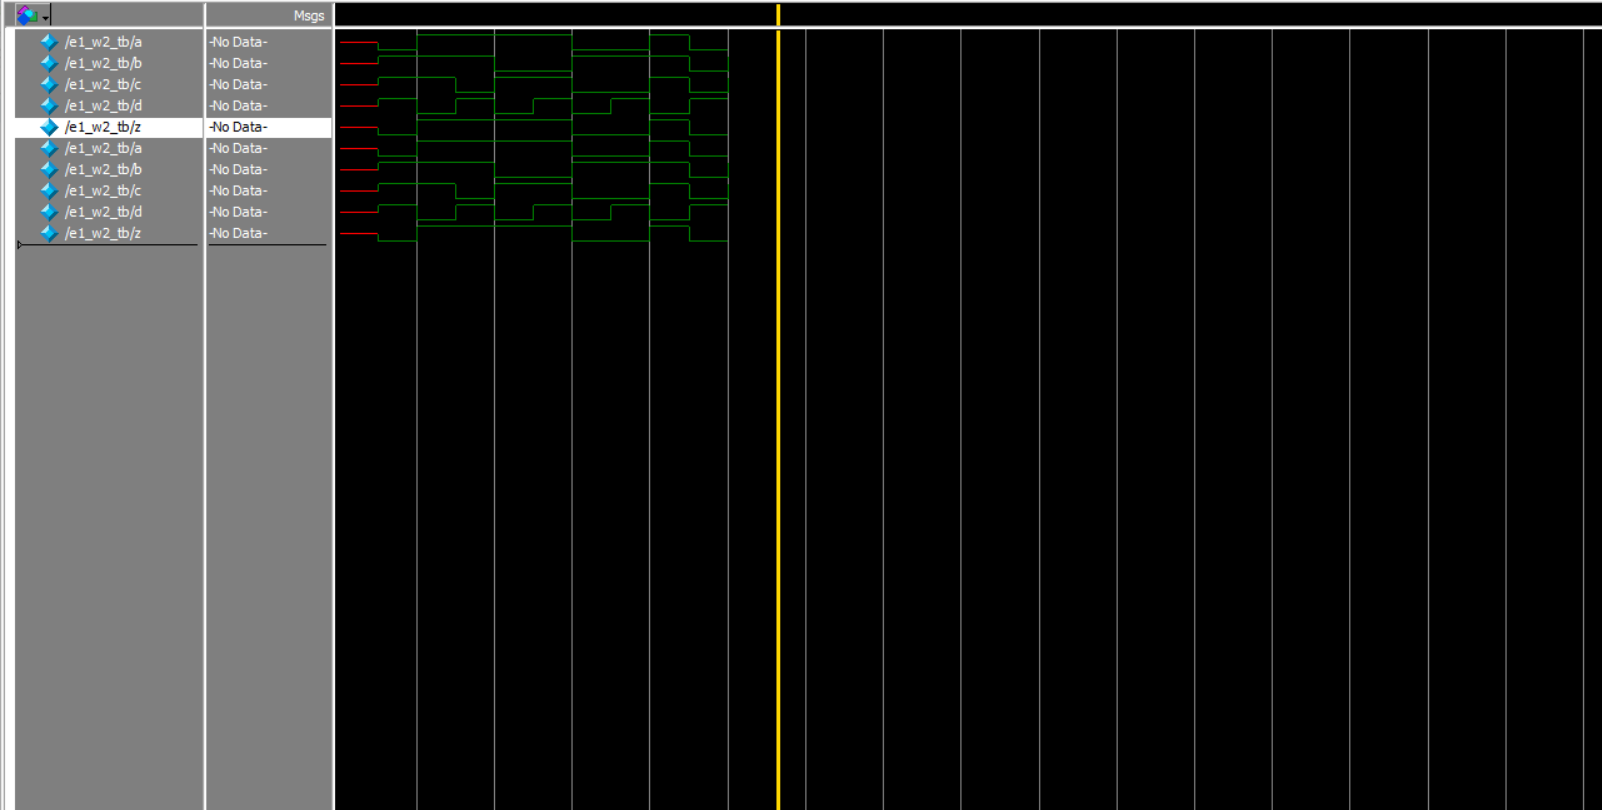 Msgs
/e1_w2_tb/a -No Data-
/e1_w2_tb/b -No Data-
/e1_w2_tb/c -No Data-
/e1_w2_tb/d -No Data-
/e1_w2_tb/z -No Data-
/e1_w2_tb/a -No Data-
/e1_w2_tb/b -No Data-
/e1_w2_tb/c -No Data-
/e1_w2_tb/d -No Data-
/e1_w2_tb/z -No Data-